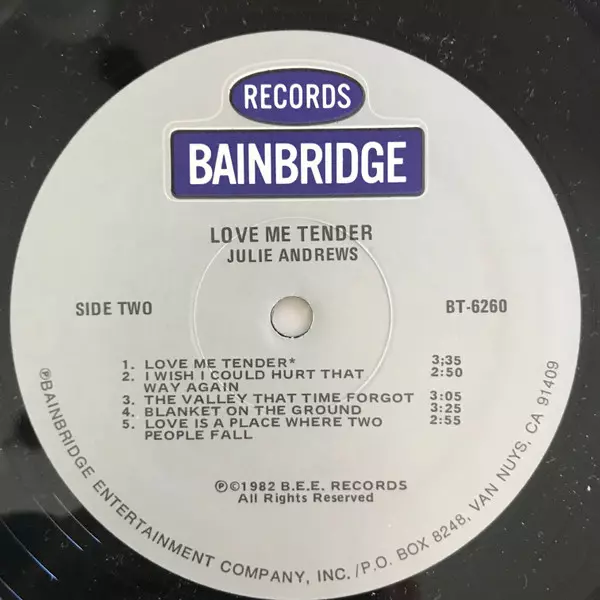 RECORDS
BAINBRIDGE
LOVE ME TENDER
JULIE ANDREWS
SIDE TWO
BT-6260
1. LOVE ME TENDER* 3:35
2. I WISH I COULD HURT THAT 2:50
WAY AGAIN
3. THE VALLEY THAT TIME FORGOT 3:05
4. BLANKET ON THE GROUND 3:25
5. LOVE IS A PLACE WHERE TWO 2:55
PEOPLE FALL
℗©1982 B.E.E. RECORDS
All Rights Reserved
℗BAINBRIDGE ENTERTAINMENT COMPANY, INC./P.O. BOX 8248, VAN NUYS, CA 91409